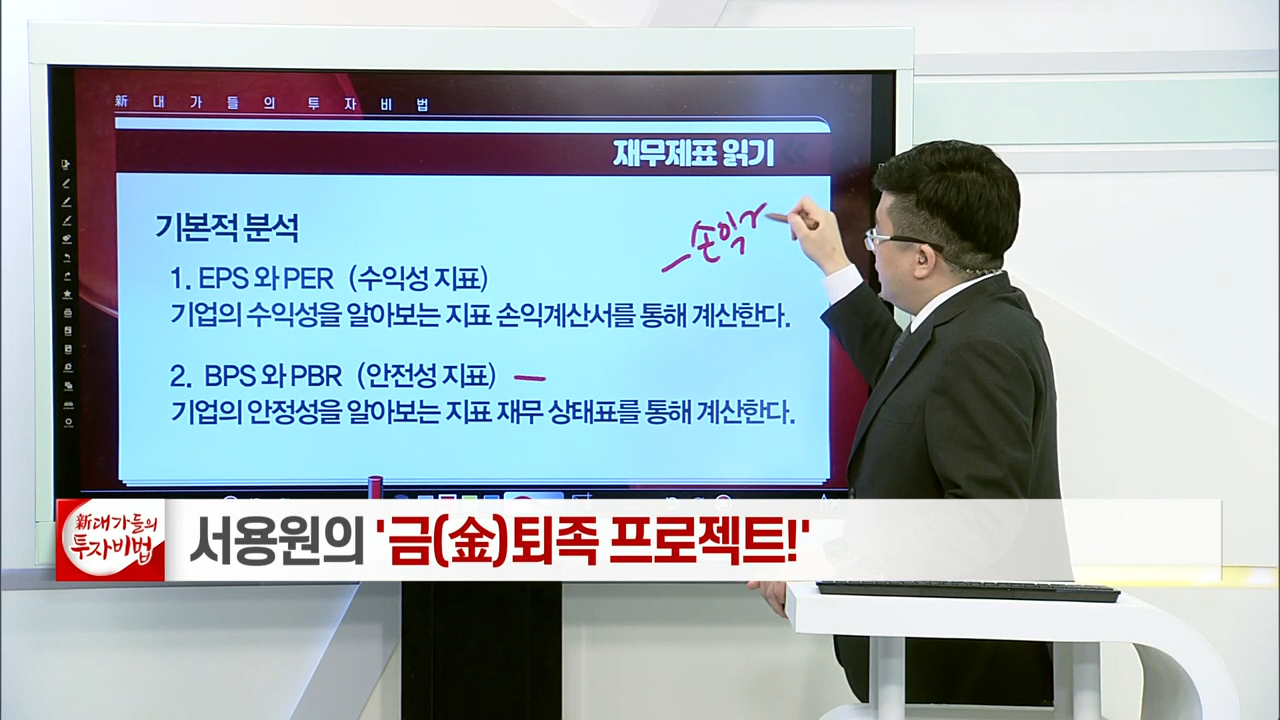 新 대 가 들 의 투 자 비 법
재무제표 읽기
기본적 분석
손익
1. EPS 와 PER (수익성 지표)
기업의 수익성을 알아보는 지표 손익계산서를 통해 계산한다.
2. BPS 와 PBR (안전성 지표)
기업의 안정성을 알아보는 지표 재무 상태표를 통해 계산한다.
新대가들의
투자비법
서용원의 '금(金)퇴족 프로젝트!'